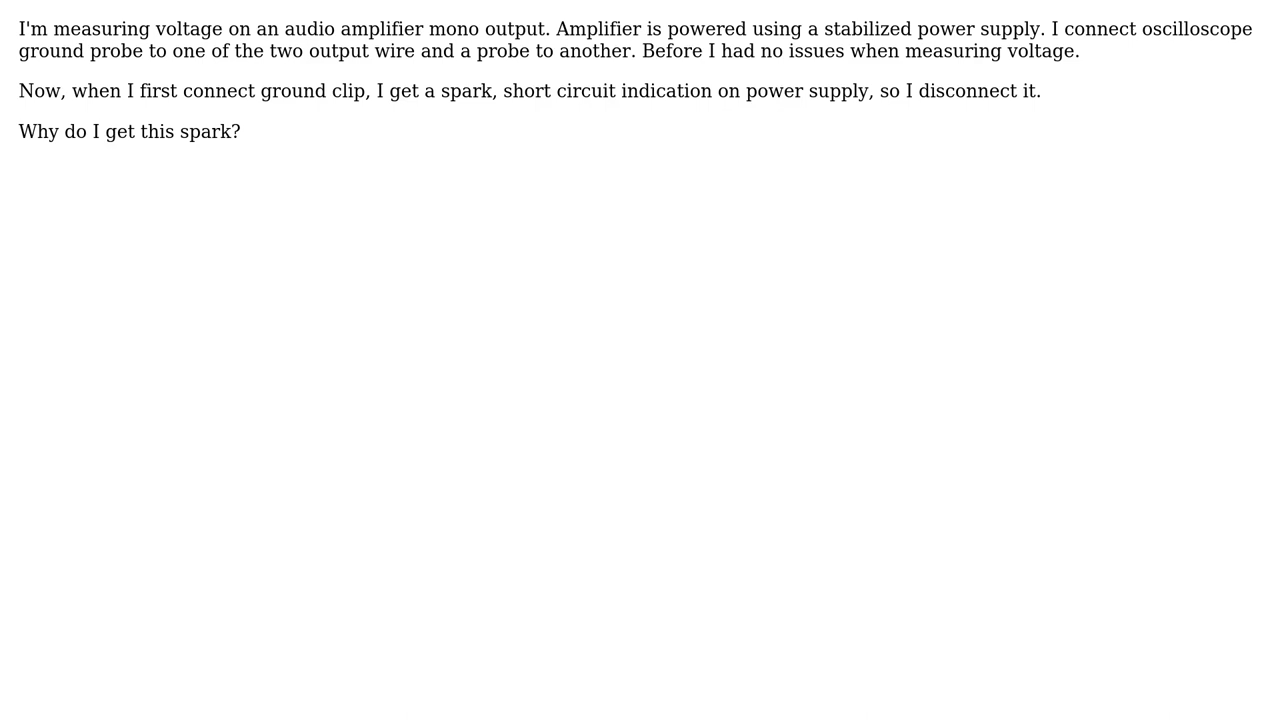 I'm measuring voltage on an audio amplifier mono output. Amplifier is powered using a stabilized power supply. I connect oscilloscope
ground probe to one of the two output wire and a probe to another. Before I had no issues when measuring voltage.
Now, when I first connect ground clip, I get a spark, short circuit indication on power supply, so I disconnect it.
Why do I get this spark?